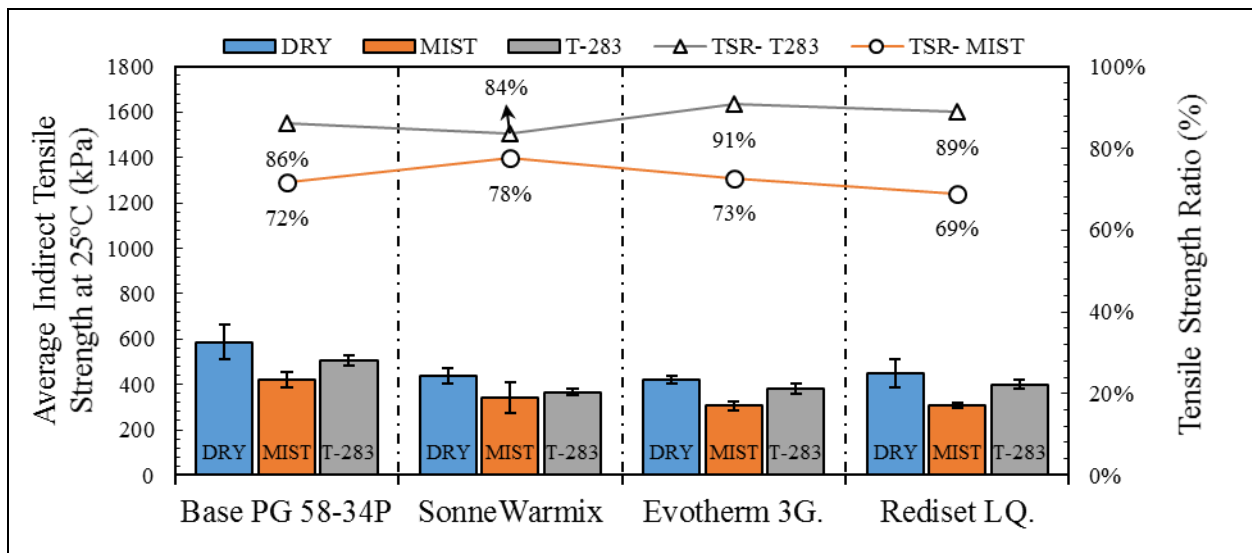 DRY MIST T-283 TSR- T283 TSR- MIST
Average Indirect Tensile
Strength at 25°C (kPa)
1800
1600
1400
1200
1000
800
600
400
200
0
100%
80%
60%
40%
20%
0%
Tensile Strength Ratio (%)
86%
84%
91%
89%
72%
78%
73%
69%
DRY MIST T-283
DRY MIST T-283
DRY MIST T-283
DRY MIST T-283
Base PG 58-34P SonneWarmix Evotherm 3G. Rediset LQ.